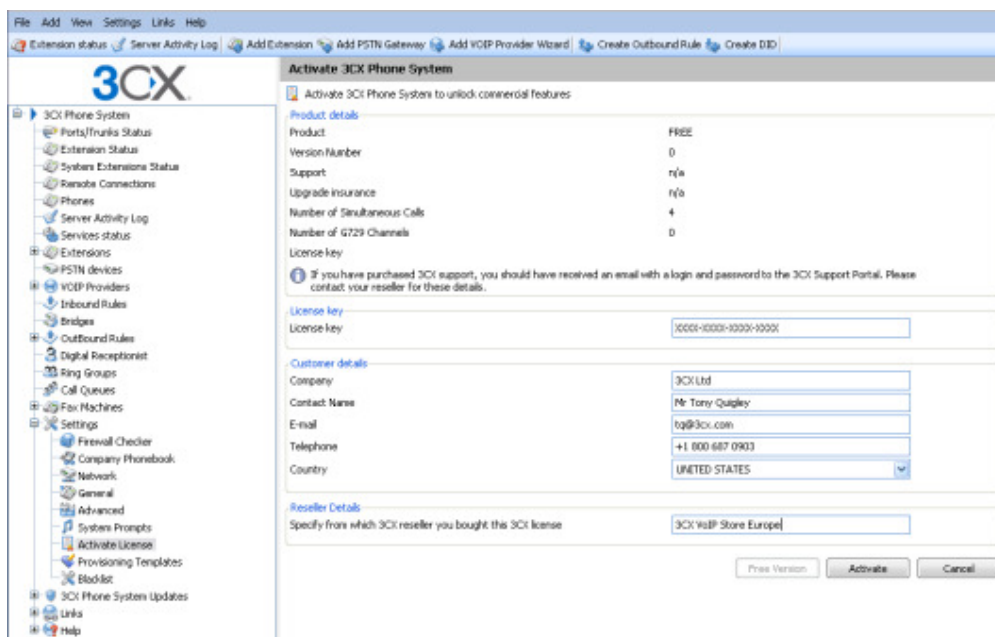 File Add View Settings Links Help
Extension status Server Activity Log Add Extension Add PSTN Gateway Add VOIP Provider Wizard Create Outbound Rule Create DID
3CX
3CX Phone System
Ports/Trunks Status
Extension Status
System Extensions Status
Remote Connections
Phones
Server Activity Log
Services status
Extensions
PSTN devices
VOIP Providers
Inbound Rules
Bridges
OutBound Rules
Digital Receptionist
Ring Groups
Call Queues
Fax Machines
Settings
Firewall Checker
Company Phonebook
Network
General
Advanced
System Prompts
Activate License
Provisioning Templates
Blacklist
3CX Phone System Updates
Links
Help
Activate 3CX Phone System
Activate 3CX Phone System to unlock commercial features
Product details
Product FREE
Version Number 0
Support n/a
Upgrade insurance n/a
Number of Simultaneous Calls 4
Number of G729 Channels 0
License key
If you have purchased 3CX support, you should have received an email with a login and password to the 3CX Support Portal. Please
contact your reseller for these details.
License key
License key XXXX-XXXX-XXXX-XXXX
Customer details
Company 3CX Ltd
Contact Name Mr Tony Quigley
E-mail tq@3cx.com
Telephone +1 800 687 0903
Country UNITED STATES
Reseller Details
Specify from which 3CX reseller you bought this 3CX license 3CX VoIP Store Europe
Free Version Activate Cancel